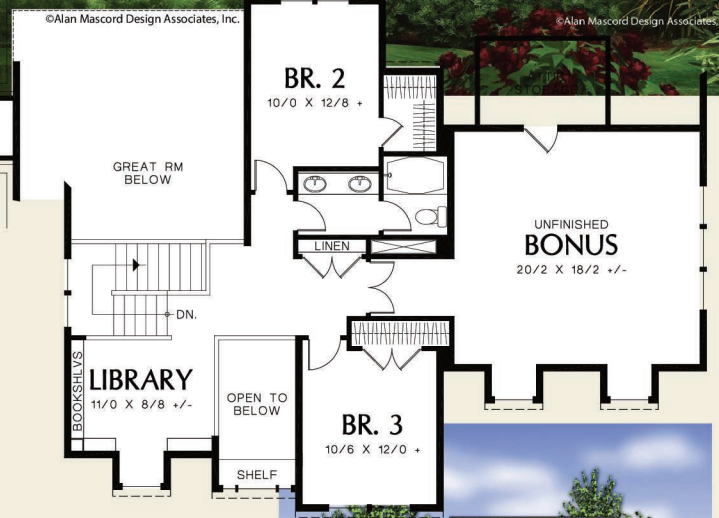 ©Alan Mascord Design Associates, Inc.
©Alan Mascord Design Associates,
BR. 2
10/0 X 12/8 +
STORAGE
GREAT RM
BELOW
UNFINISHED
BONUS
20/2 X 18/2 +/-
LINEN
DN.
BOOKSHLVS
LIBRARY
11/0 X 8/8 +/-
OPEN TO
BELOW
BR. 3
10/6 X 12/0 +
SHELF